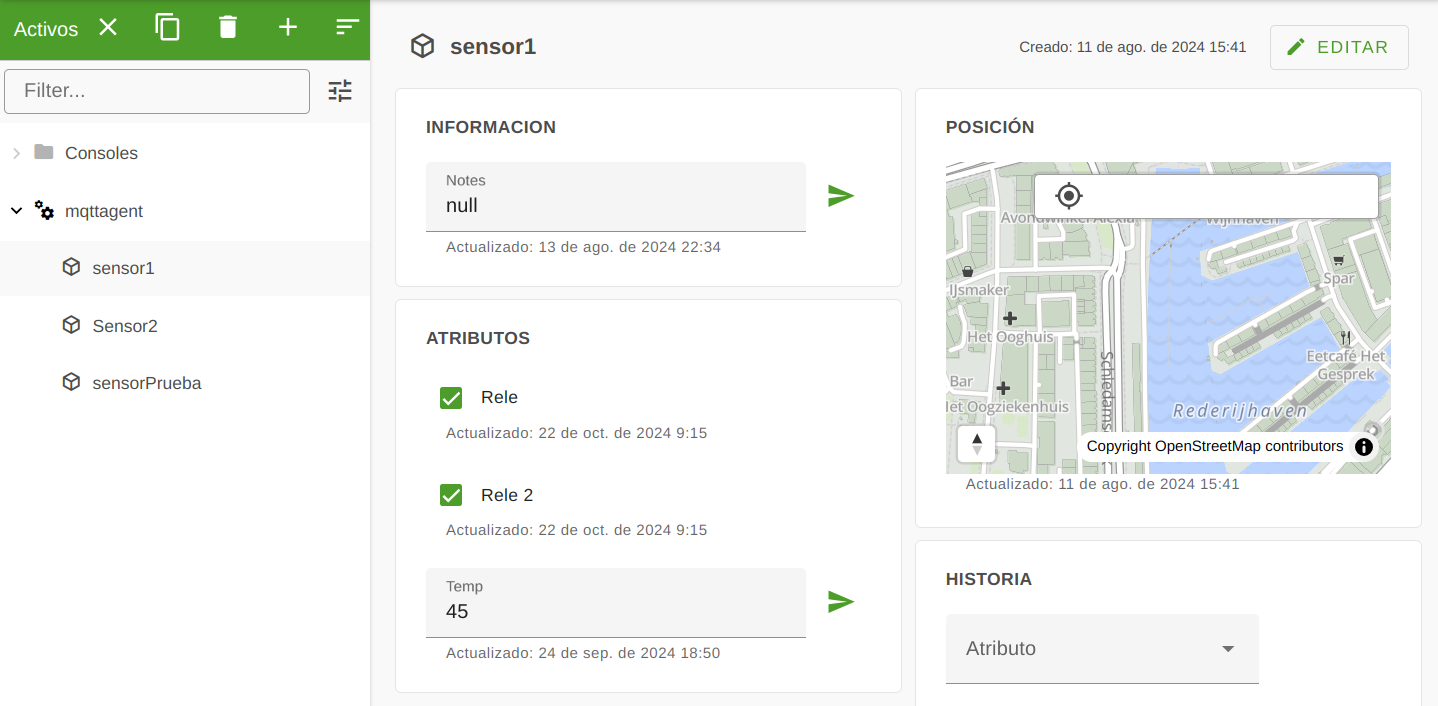 Activos
Filter...
Consoles
mqttagent
sensor1
Sensor2
sensorPrueba
sensor1
Creado: 11 de ago. de 2024 15:41
EDITAR
INFORMACION
Notes
null
Actualizado: 13 de ago. de 2024 22:34
ATRIBUTOS
Rele
Actualizado: 22 de oct. de 2024 9:15
Rele 2
Actualizado: 22 de oct. de 2024 9:15
Temp
45
Actualizado: 24 de sep. de 2024 18:50
POSICIÓN
Avondwinkel Alexia
Wijnhaven
IJsmaker
Spar
Het Ooghuis
Eetcafé Het
Gesprek
Bar
Het Oogziekenhuis
Rederijhaven
Copyright OpenStreetMap contributors
Actualizado: 11 de ago. de 2024 15:41
HISTORIA
Atributo